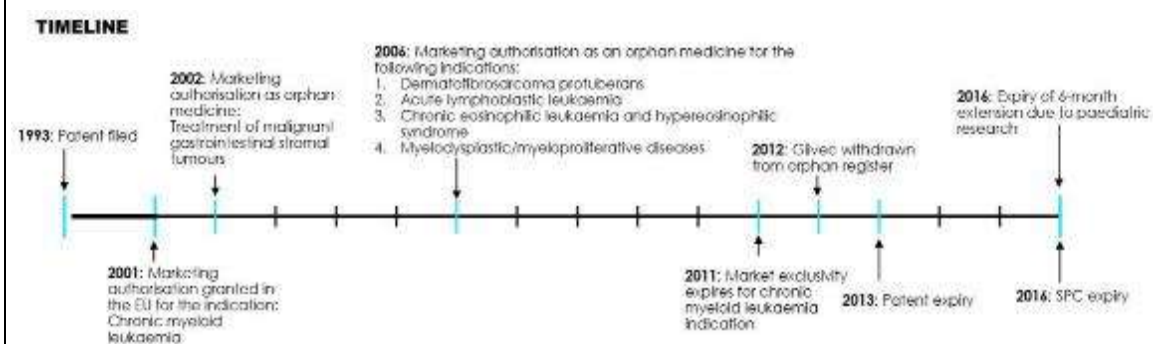 TIMELINE
2006: Marketing authorisation as an orphan medicine for the
following indications:
1. Dermatofibrosarcoma protuberans
2. Acute lymphoblastic leukaemia
3. Chronic eosinophilic leukaemia and hypereosinophilic
syndrome
4. Myelodysplastic/myeloproliferative diseases
2002: Marketing
authorisation as orphan
medicine:
Treatment of malignant
gastrointestinal stromal
tumours
2016: Expiry of 6-month
extension due to paediatric
research
1993: Patent filed
2012: Glivec withdrawn
from orphan register
2001: Marketing
authorisation granted in
the EU for the indication:
Chronic myeloid
leukaemia
2011: Market exclusivity
expires for chronic
myeloid leukaemia
indication
2013: Patent expiry
2016: SPC expiry